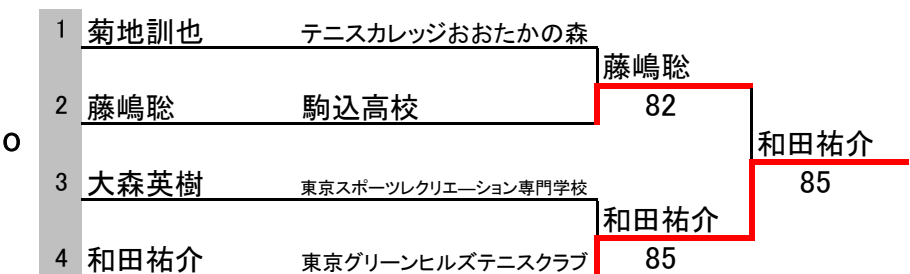 1 菊地訓也 テニスカレッジおおたかの森
藤嶋聡
2 藤嶋聡 駒込高校 82
O 和田祐介
3 大森英樹 東京スポーツレクリエーション専門学校 85
和田祐介
4 和田祐介 東京グリーンヒルズテニスクラブ 85